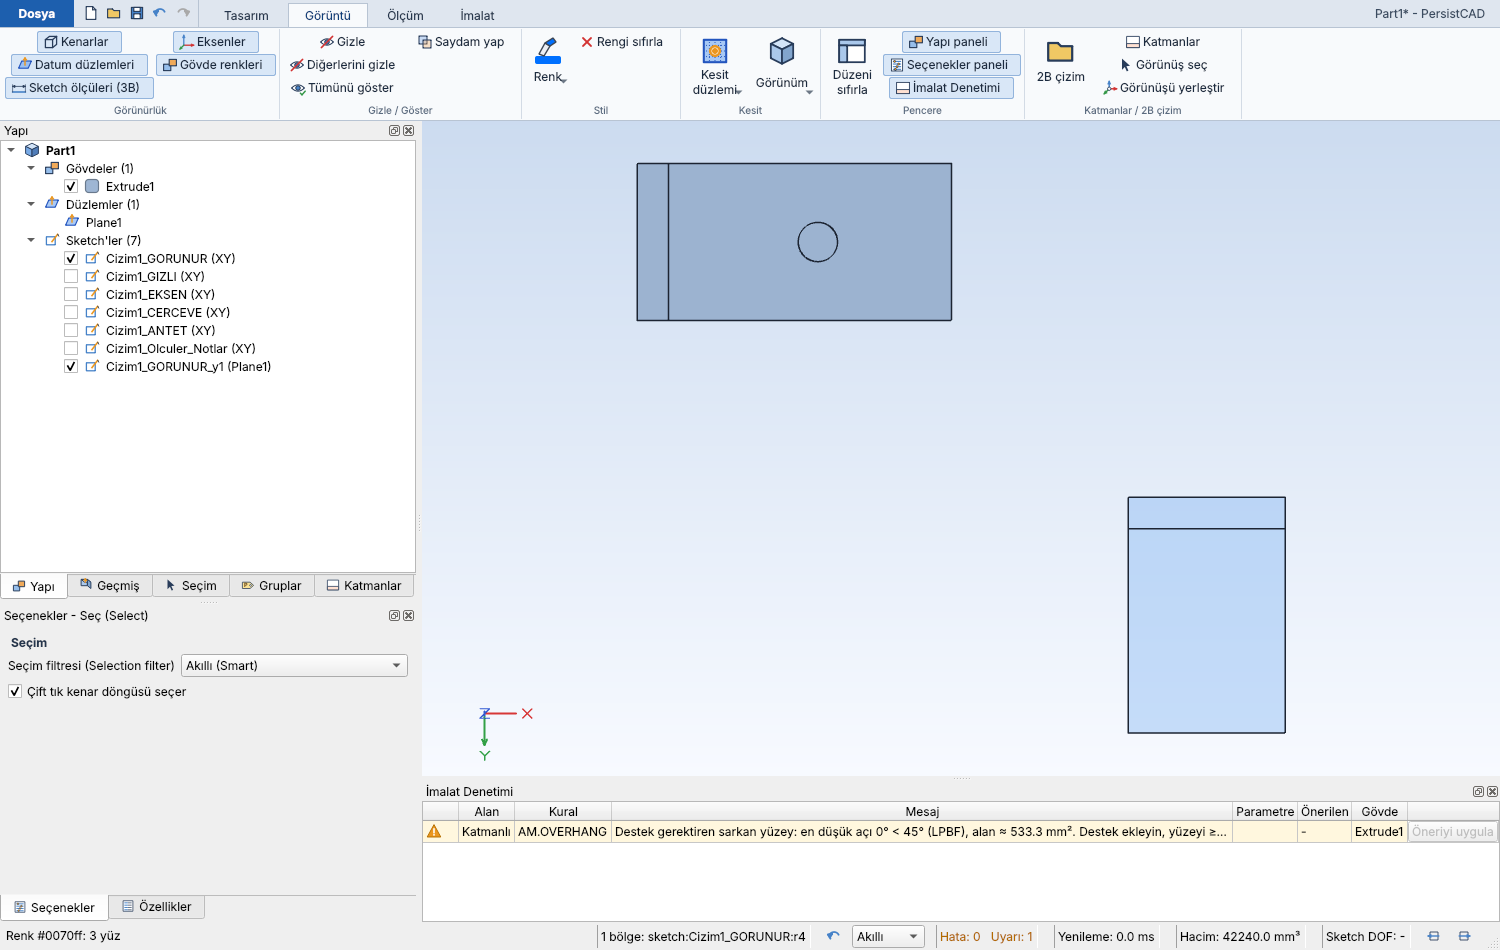 Dosya
Tasarım
Görüntü
Ölçüm
İmalat
Part1* - PersistCAD
Kenarlar
Eksenler
Datum düzlemleri
Gövde renkleri
Sketch ölçüleri (3B)
Görünürlük
Gizle
Saydam yap
Diğerlerini gizle
Tümünü göster
Gizle / Göster
Renk
Rengi sıfırla
Stil
Kesit düzlemi
Görünüm
Kesit
Düzeni sıfırla
Yapı paneli
Seçenekler paneli
İmalat Denetimi
Pencere
2B çizim
Katmanlar
Görünüş seç
Görünüşü yerleştir
Katmanlar / 2B çizim
Yapı
Part1
Gövdeler (1)
Extrude1
Düzlemler (1)
Plane1
Sketch'ler (7)
Cizim1_GORUNUR (XY)
Cizim1_GIZLI (XY)
Cizim1_EKSEN (XY)
Cizim1_CERCEVE (XY)
Cizim1_ANTET (XY)
Cizim1_Olculer_Notlar (XY)
Cizim1_GORUNUR_y1 (Plane1)
Yapı
Geçmiş
Seçim
Gruplar
Katmanlar
Seçenekler - Seç (Select)
Seçim
Seçim filtresi (Selection filter)
Akıllı (Smart)
Çift tık kenar döngüsü seçer
Seçenekler
Özellikler
Z
X
Y
İmalat Denetimi
Alan
Kural
Mesaj
Parametre
Önerilen
Gövde
Katmanlı
AM.OVERHANG
Destek gerektiren sarkan yüzey: en düşük açı 0° < 45° (LPBF), alan ≈ 533.3 mm². Destek ekleyin, yüzeyi ≥...
-
Extrude1
Öneriyi uygula
Renk #0070ff: 3 yüz
1 bölge: sketch:Cizim1_GORUNUR:r4
Akıllı
Hata: 0
Uyarı: 1
Yenileme: 0.0 ms
Hacim: 42240.0 mm³
Sketch DOF: -